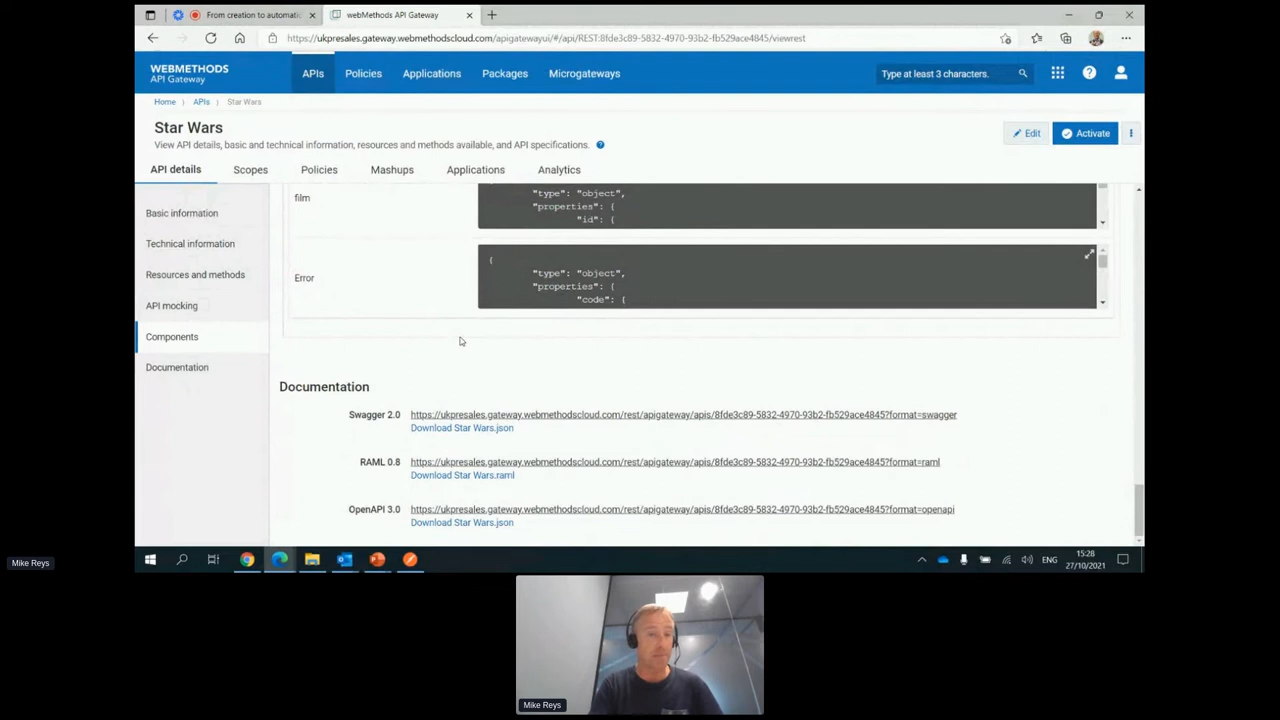 From creation to automati
webMethods API Gateway
https://ukpresales.gateway.webmethodscloud.com/apigatewayui/#/api/REST:8fde3c89-5832-4970-93b2-fb529ace4845/viewrest
WEBMETHODS
API Gateway
APIs
Policies
Applications
Packages
Microgateways
Type at least 3 characters.
Home
APIs
Star Wars
Star Wars
View API details, basic and technical information, resources and methods available, and API specifications.
Edit
Activate
API details
Scopes
Policies
Mashups
Applications
Analytics
Basic information
Technical information
Resources and methods
API mocking
Components
Documentation
film
"type": "object",
"properties": {
"id": {
Error
{
"type": "object",
"properties": {
"code": {
Documentation
Swagger 2.0
https://ukpresales.gateway.webmethodscloud.com/rest/apigateway/apis/8fde3c89-5832-4970-93b2-fb529ace4845?format=swagger
Download Star Wars.json
RAML 0.8
https://ukpresales.gateway.webmethodscloud.com/rest/apigateway/apis/8fde3c89-5832-4970-93b2-fb529ace4845?format=raml
Download Star Wars.raml
OpenAPI 3.0
https://ukpresales.gateway.webmethodscloud.com/rest/apigateway/apis/8fde3c89-5832-4970-93b2-fb529ace4845?format=openapi
Download Star Wars.json
ENG
15:28
27/10/2021
Mike Reys
Mike Reys